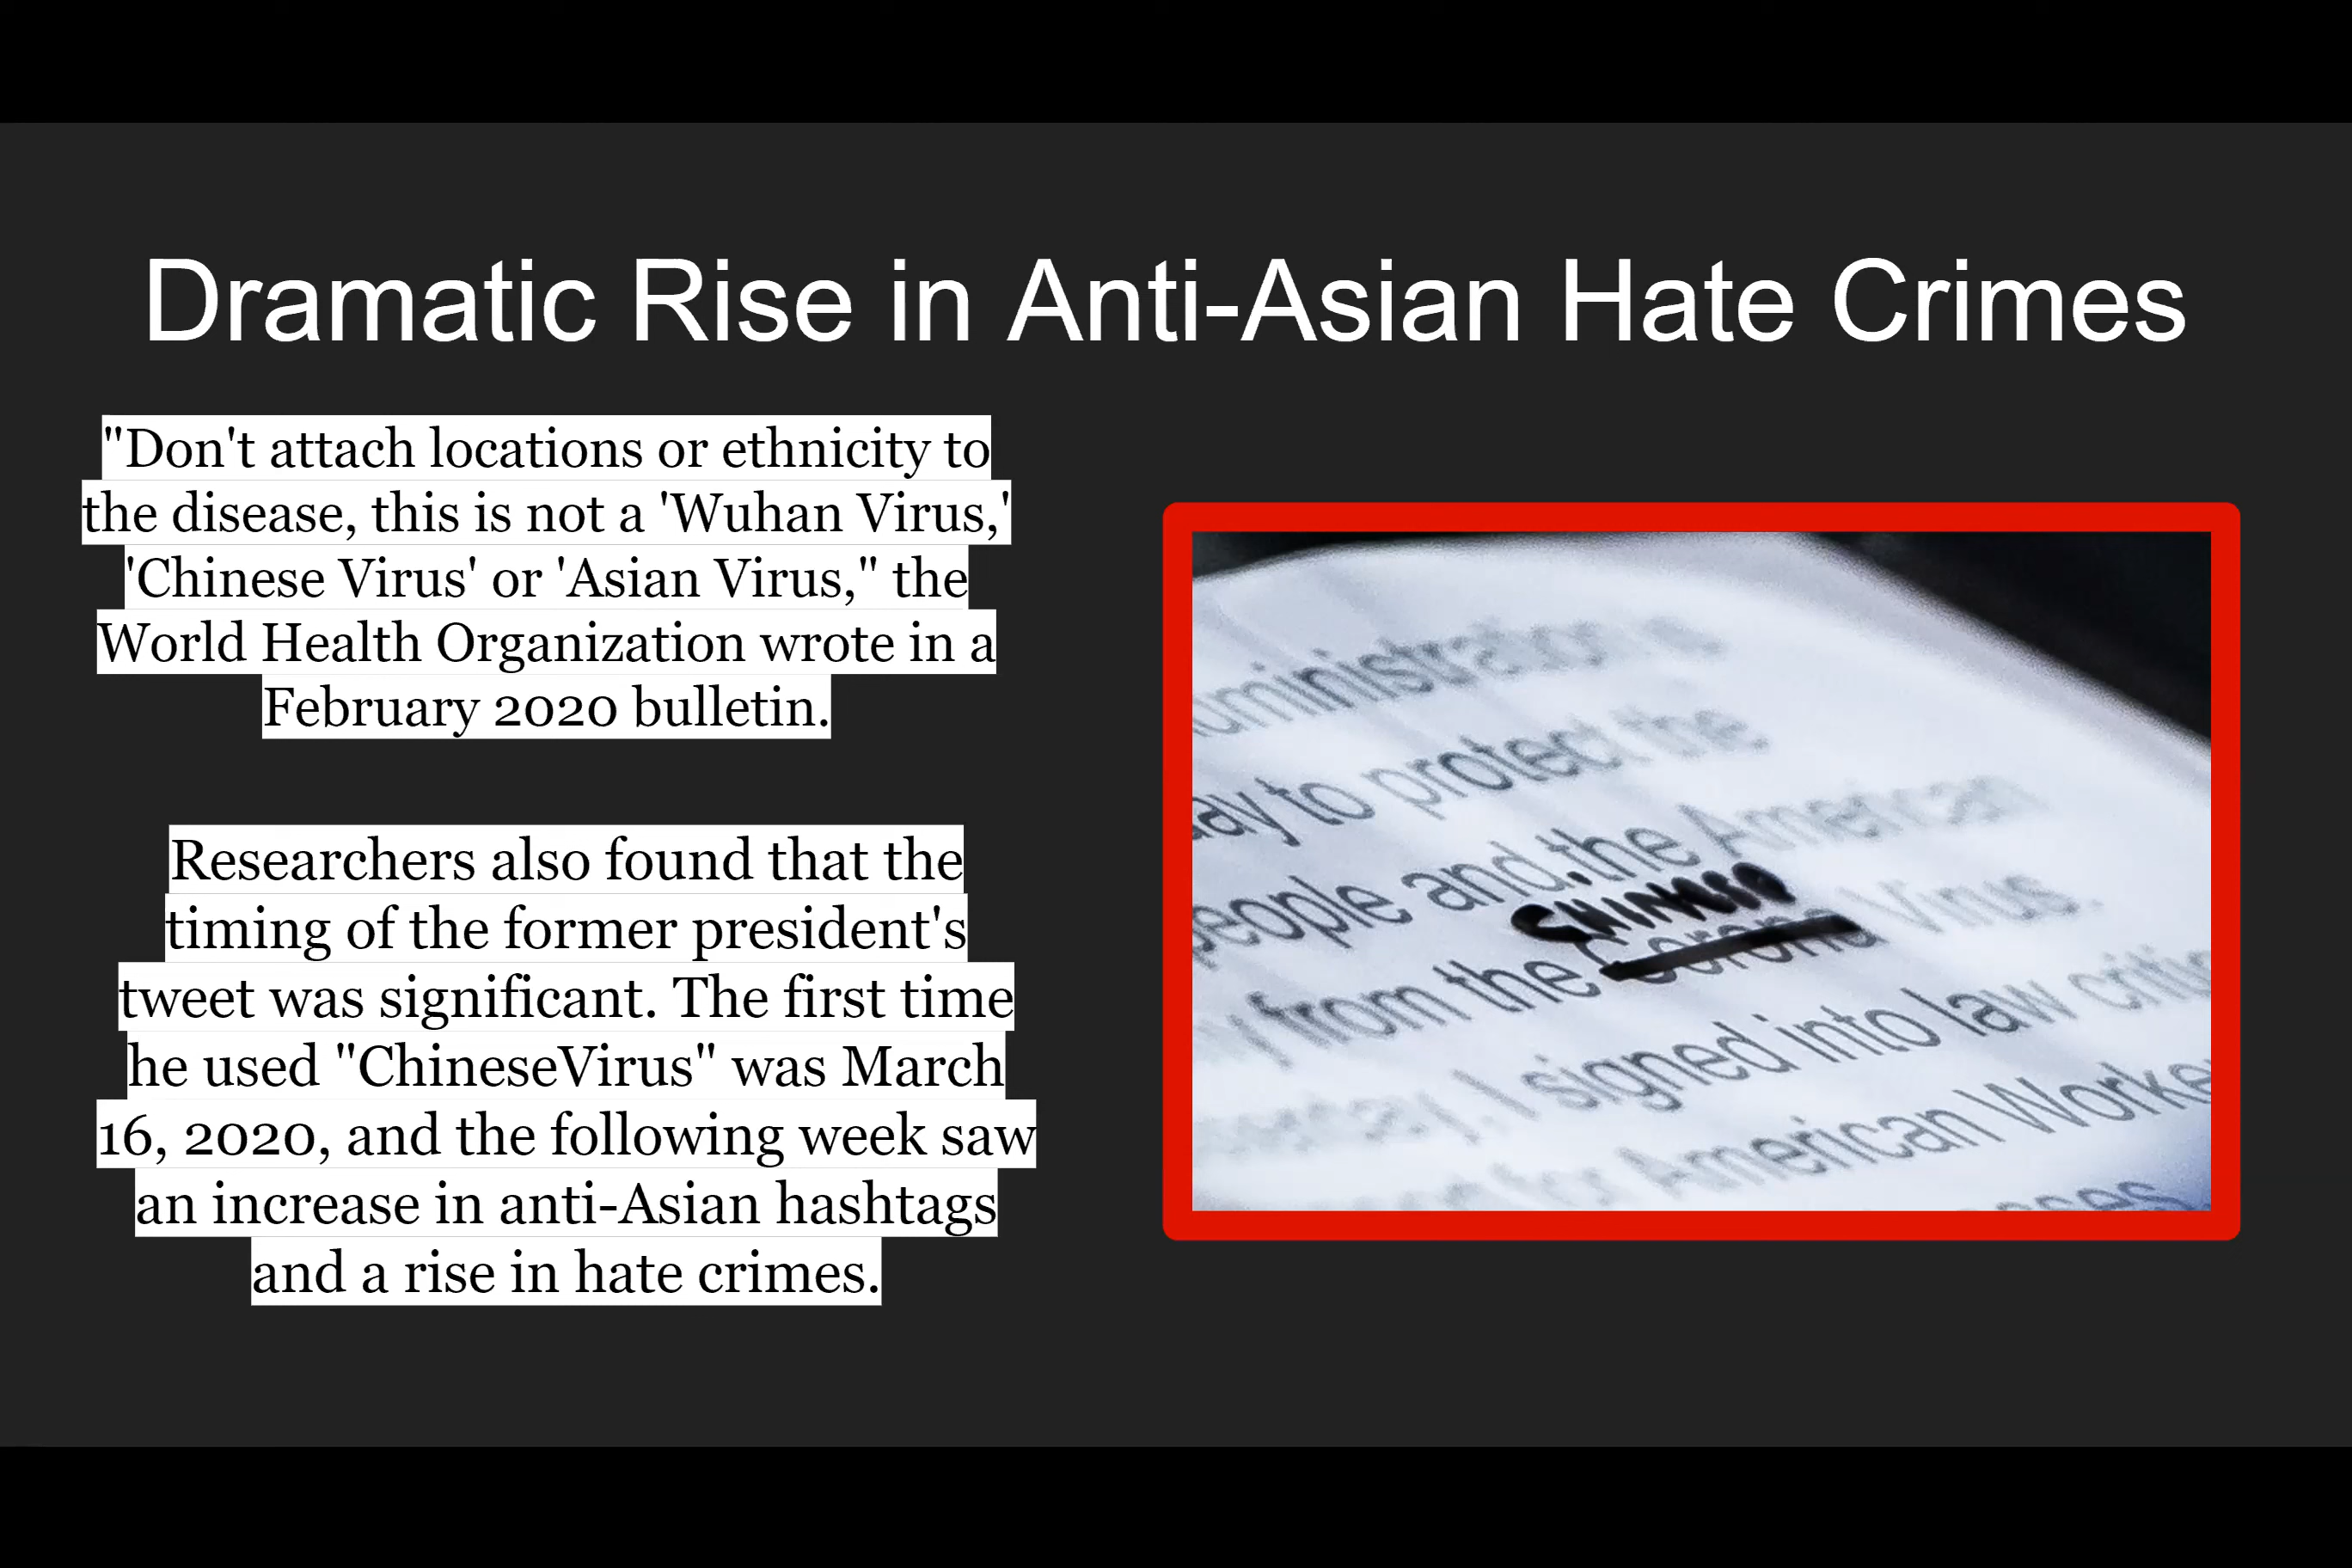 Dramatic Rise in Anti-Asian Hate Crimes
"Don't attach locations or ethnicity to
the disease, this is not a 'Wuhan Virus,'
'Chinese Virus' or 'Asian Virus," the
World Health Organization wrote in a
February 2020 bulletin.
Researchers also found that the
timing of the former president's
tweet was significant. The first time
he used "ChineseVirus" was March
16, 2020, and the following week saw
an increase in anti-Asian hashtags
and a rise in hate crimes.
to protect the
people and the American
CHINESE
from the Corona Virus.
I signed into law
for American